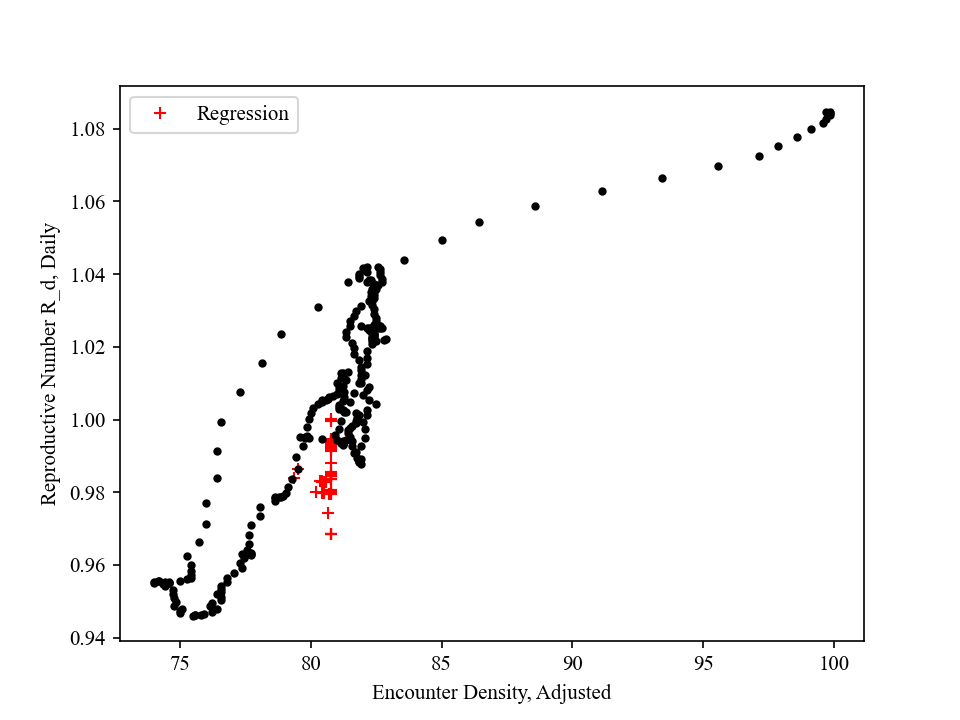 Regression
1.08
1.06
1.04
1.02
1.00
0.98
0.96
0.94
Reproductive Number R_d, Daily
75 80 85 90 95 100
Encounter Density, Adjusted